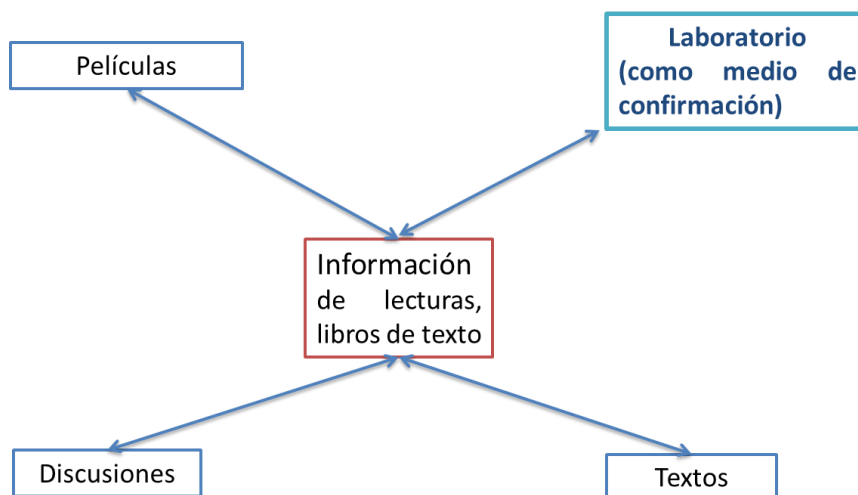 Películas
Laboratorio
(como medio de
confirmación)
Información
de lecturas,
libros de texto
Discusiones
Textos